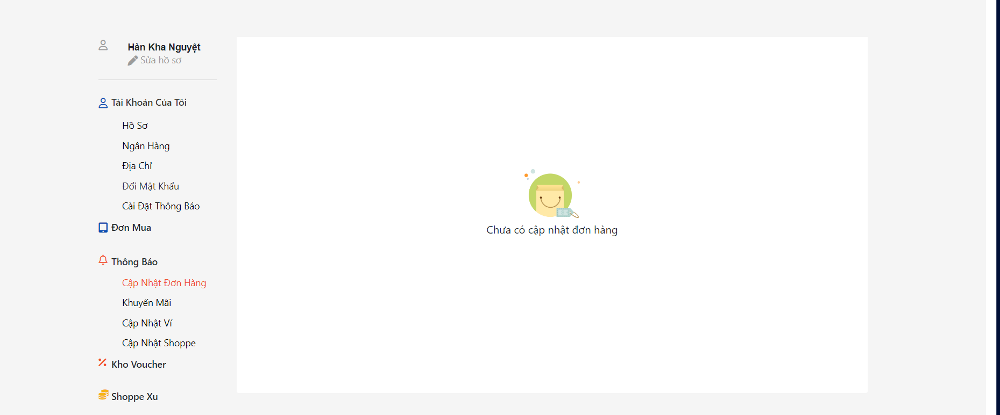 Hàn Kha Nguyệt
Sửa hồ sơ
Tài Khoản Của Tôi
Hồ Sơ
Ngân Hàng
Địa Chỉ
Đổi Mật Khẩu
Cài Đặt Thông Báo
Đơn Mua
Thông Báo
Cập Nhật Đơn Hàng
Khuyến Mãi
Cập Nhật Ví
Cập Nhật Shoppe
Kho Voucher
Shoppe Xu
Chưa có cập nhật đơn hàng